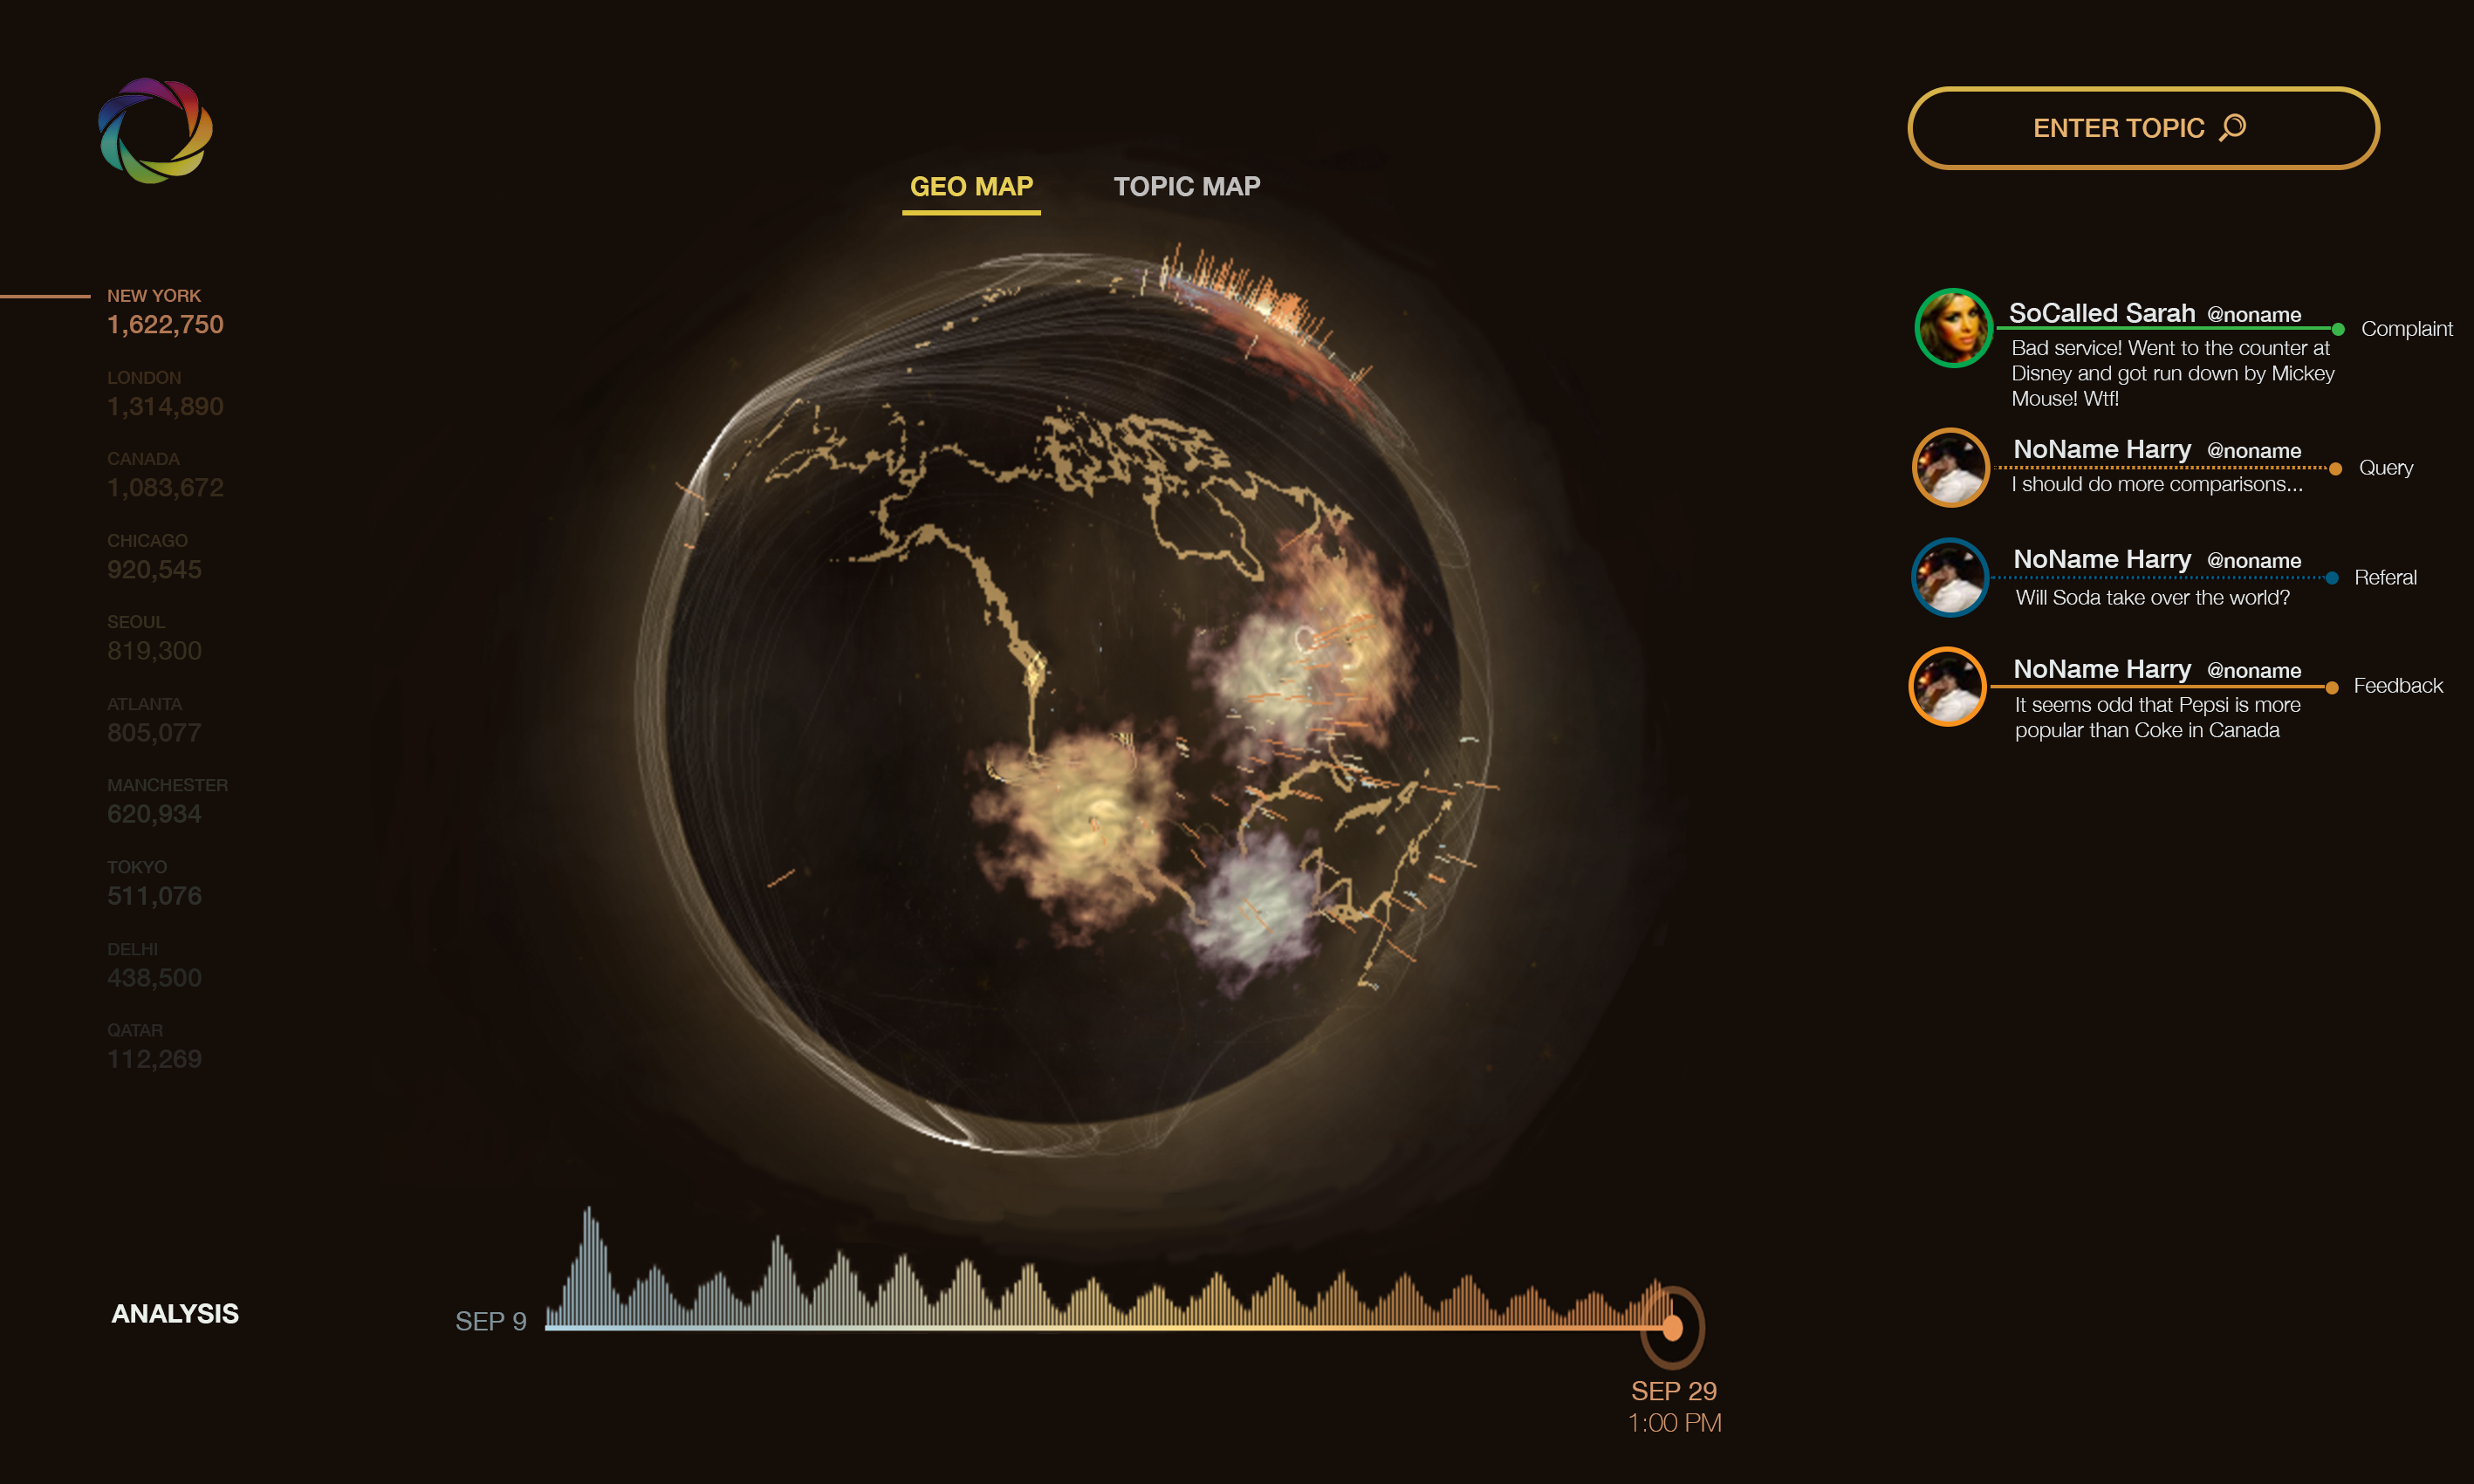 ENTER TOPIC
GEO MAP
TOPIC MAP
NEW YORK
1,622,750
LONDON
1,314,890
CANADA
1,083,672
CHICAGO
920,545
SEOUL
819,300
ATLANTA
805,077
MANCHESTER
620,934
TOKYO
511,076
DELHI
438,500
QATAR
112,269
SoCalled Sarah @noname
Complaint
Bad service! Went to the counter at
Disney and got run down by Mickey
Mouse! Wtf!
NoName Harry @noname
Query
I should do more comparisons...
NoName Harry @noname
Referal
Will Soda take over the world?
NoName Harry @noname
Feedback
It seems odd that Pepsi is more
popular than Coke in Canada
ANALYSIS
SEP 9
SEP 29
1:00 PM